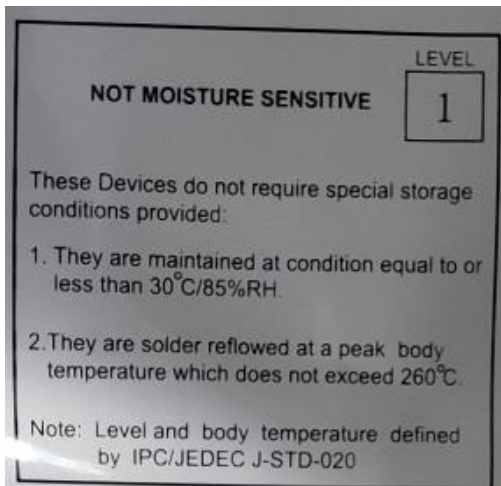 LEVEL
NOT MOISTURE SENSITIVE
1
These Devices do not require special storage
conditions provided:
1. They are maintained at condition equal to or
less than 30°C/85%RH.
2.They are solder reflowed at a peak body
temperature which does not exceed 260°C.
Note: Level and body temperature defined
by IPC/JEDEC J-STD-020